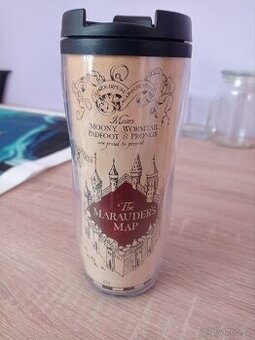 Messrs
MOONY, WORMTAIL,
PADFOOT & PRONGS
are proud to present
The
MARAUDER'S
MAP